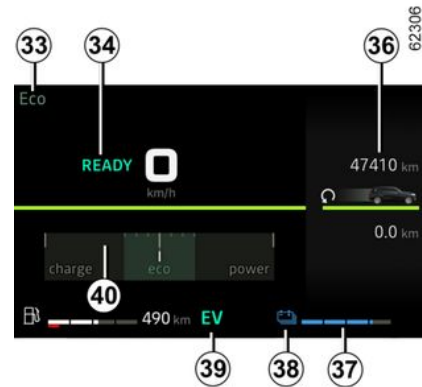 62306
33
34
36
Eco
READY 0
km/h
47410 km
0.0 km
charge eco power
40
490 km EV
39
38
37